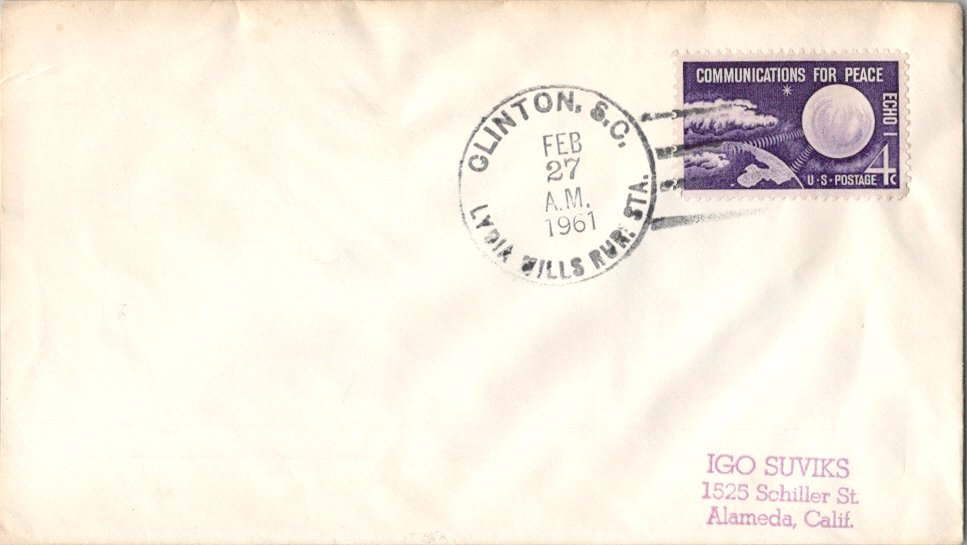 COMMUNICATIONS FOR PEACE
ECHO I
U·S·POSTAGE 4c
CLINTON, S.C.
FEB
27
A.M.
1961
LYDIA MILLS RUR. STA.
IGO SUVIKS
1525 Schiller St.
Alameda, Calif.